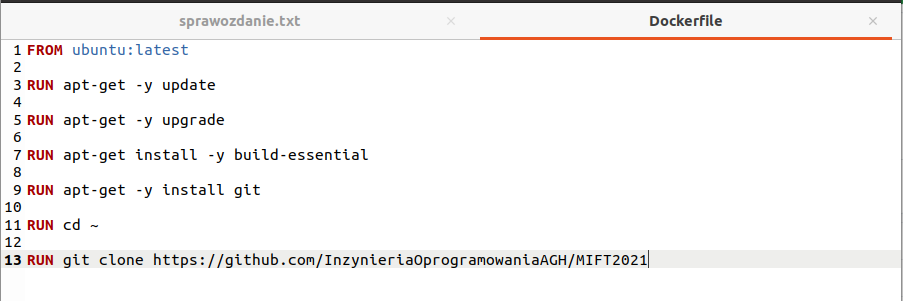 sprawozdanie.txt × Dockerfile ×
1 FROM ubuntu:latest
2
3 RUN apt-get -y update
4
5 RUN apt-get -y upgrade
6
7 RUN apt-get install -y build-essential
8
9 RUN apt-get -y install git
10
11 RUN cd ~
12
13 RUN git clone https://github.com/InzynieriaOprogramowaniaAGH/MIFT2021